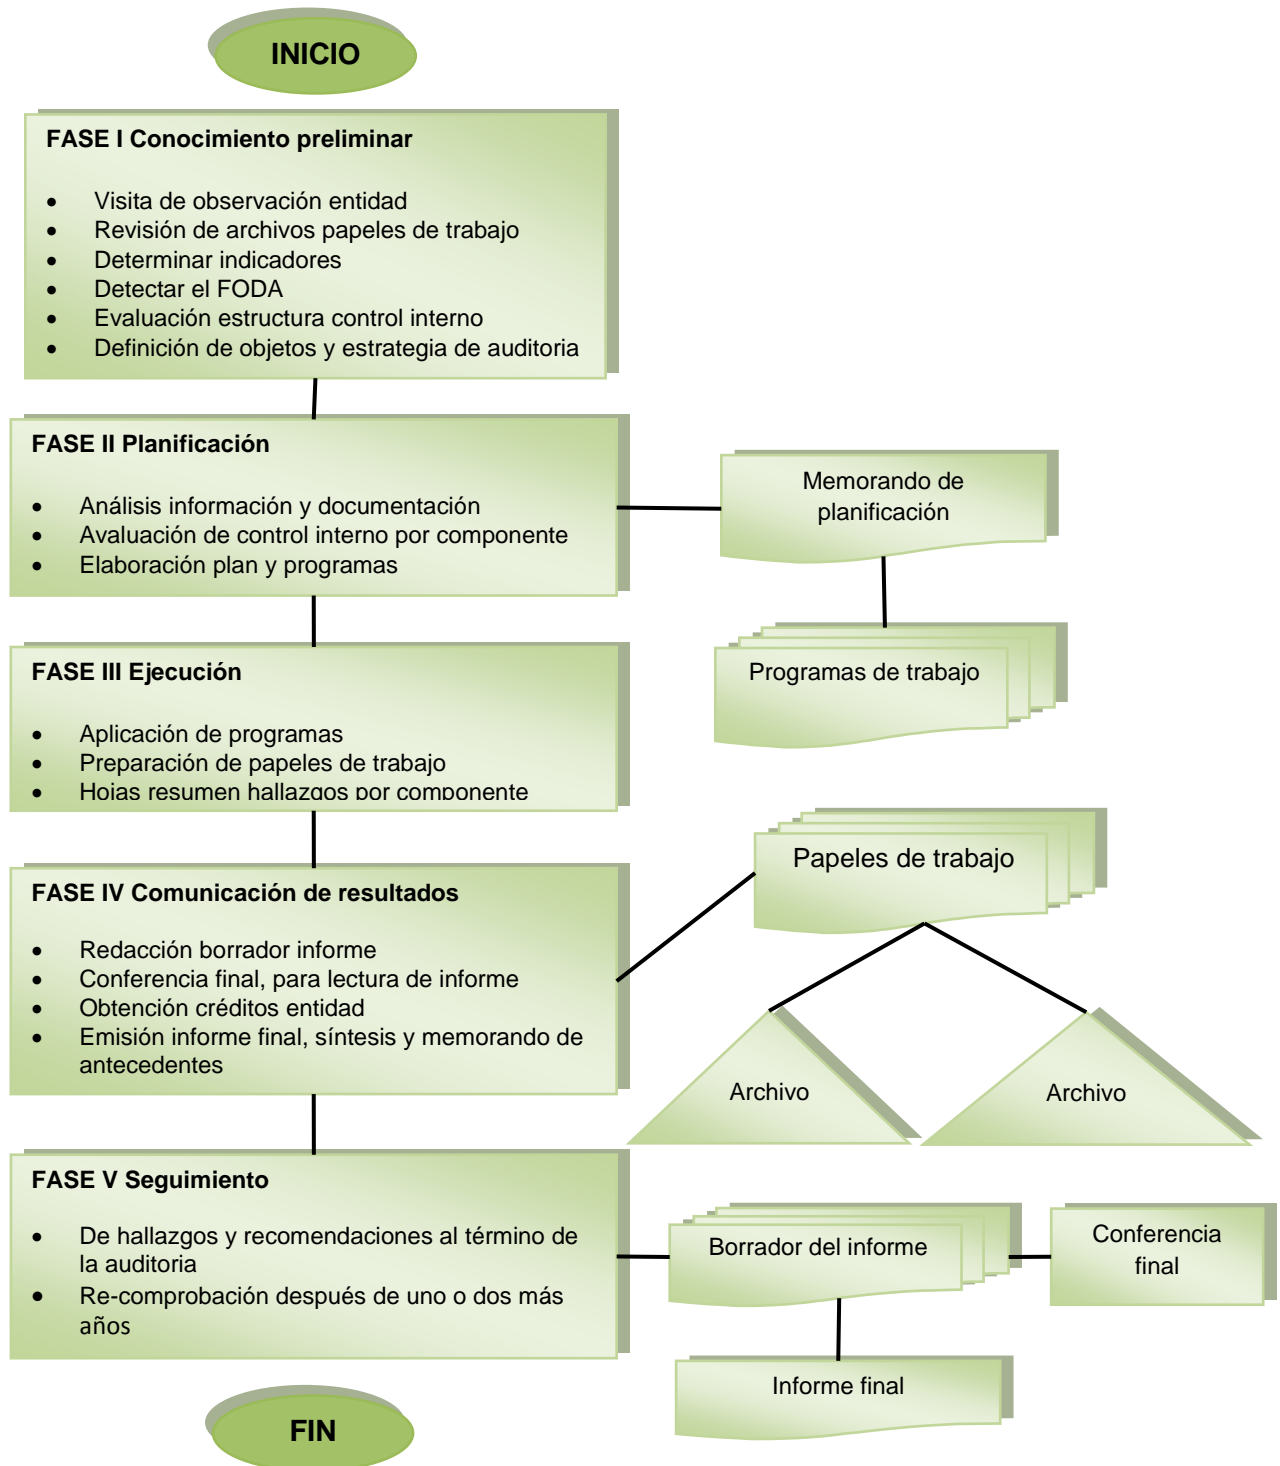 INICIO
FASE I Conocimiento preliminar
• Visita de observación entidad
• Revisión de archivos papeles de trabajo
• Determinar indicadores
• Detectar el FODA
• Evaluación estructura control interno
• Definición de objetos y estrategia de auditoria
FASE II Planificación
• Análisis información y documentación
• Avaluación de control interno por componente
• Elaboración plan y programas
Memorando de
planificación
Programas de trabajo
FASE III Ejecución
• Aplicación de programas
• Preparación de papeles de trabajo
• Hojas resumen hallazgos por componente
Papeles de trabajo
FASE IV Comunicación de resultados
• Redacción borrador informe
• Conferencia final, para lectura de informe
• Obtención créditos entidad
• Emisión informe final, síntesis y memorando de
antecedentes
Archivo
Archivo
FASE V Seguimiento
• De hallazgos y recomendaciones al término de
la auditoria
• Re-comprobación después de uno o dos más
años
Borrador del informe
Conferencia
final
Informe final
FIN